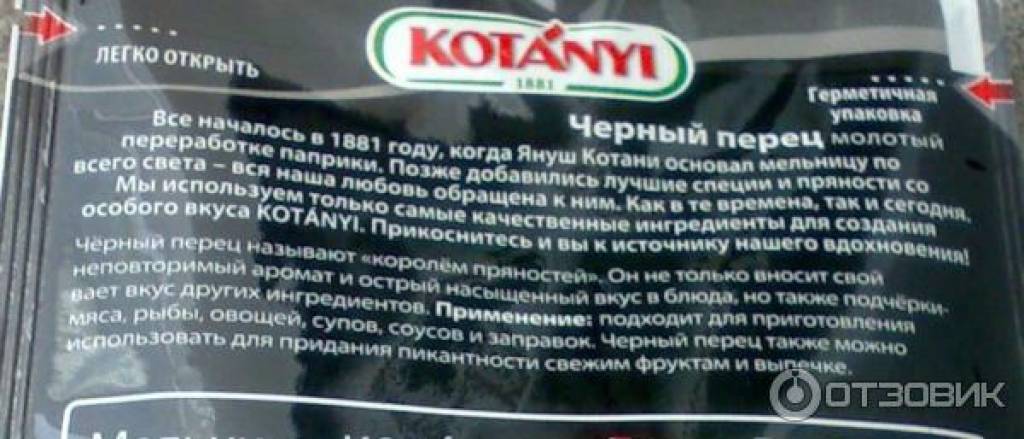 KOTÁNYI
1881
ЛЕГКО ОТКРЫТЬ
Герметичная
упаковка
Черный перец молотый
Все началось в 1881 году, когда Януш Котани основал мельницу по
переработке паприки. Позже добавились лучшие специи и пряности со
всего света – вся наша любовь обращена к ним. Как в те времена, так и сегодня.
Мы используем только самые качественные ингредиенты для создания
особого вкуса KOTÁNYI. Прикоснитесь и вы к источнику нашего вдохновения!
Чёрный перец называют «королём пряностей». Он не только вносит свой
неповторимый аромат и острый насыщенный вкус в блюда, но также подчёрки-
вает вкус других ингредиентов. Применение: подходит для приготовления
мяса, рыбы, овощей, супов, соусов и заправок. Черный перец также можно
использовать для придания пикантности свежим фруктам и выпечке.
ОТЗОВИК